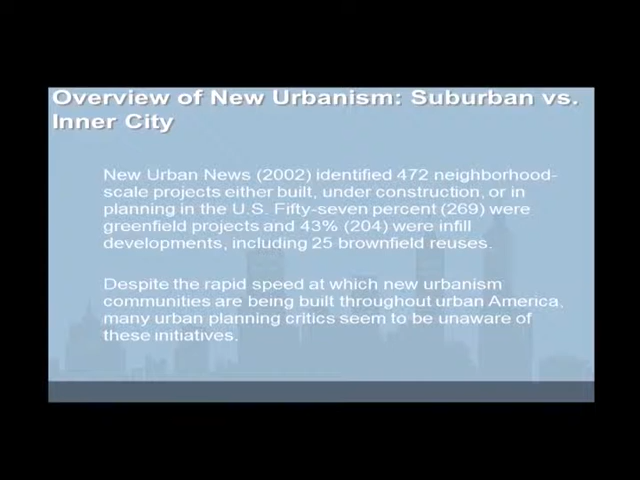 Overview of New Urbanism: Suburban vs.
Inner City
New Urban News (2002) identified 472 neighborhood-
scale projects either built, under construction, or in
planning in the U.S. Fifty-seven percent (269) were
greenfield projects and 43% (204) were infill
developments, including 25 brownfield reuses.
Despite the rapid speed at which new urbanism
communities are being built throughout urban America,
many urban planning critics seem to be unaware of
these initiatives.